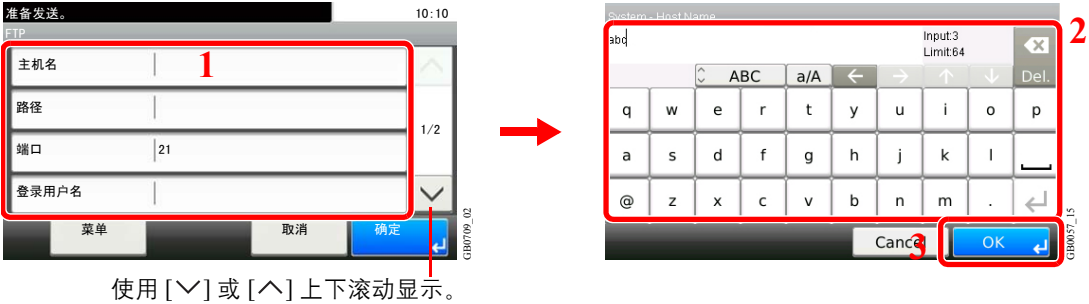 准备发送。 10:10
FTP
主机名 1
路径
1/2
端口 21
登录用户名
菜单 取消 确定
GB0709_02
使用 [∨] 或 [∧] 上下滚动显示。
System - Host Name
abc Input:3 2
Limit:64
ABC a/A ← → ↑ ↓ Del.
q w e r t y u i o p
a s d f g h j k l
@ z x c v b n m .
Cancel 3 OK
GB0057_15